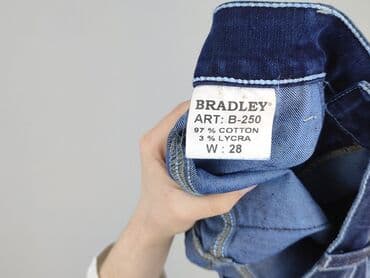 BRADLEY®
ART: B-250
97 % COTTON
3 % LYCRA
W : 28